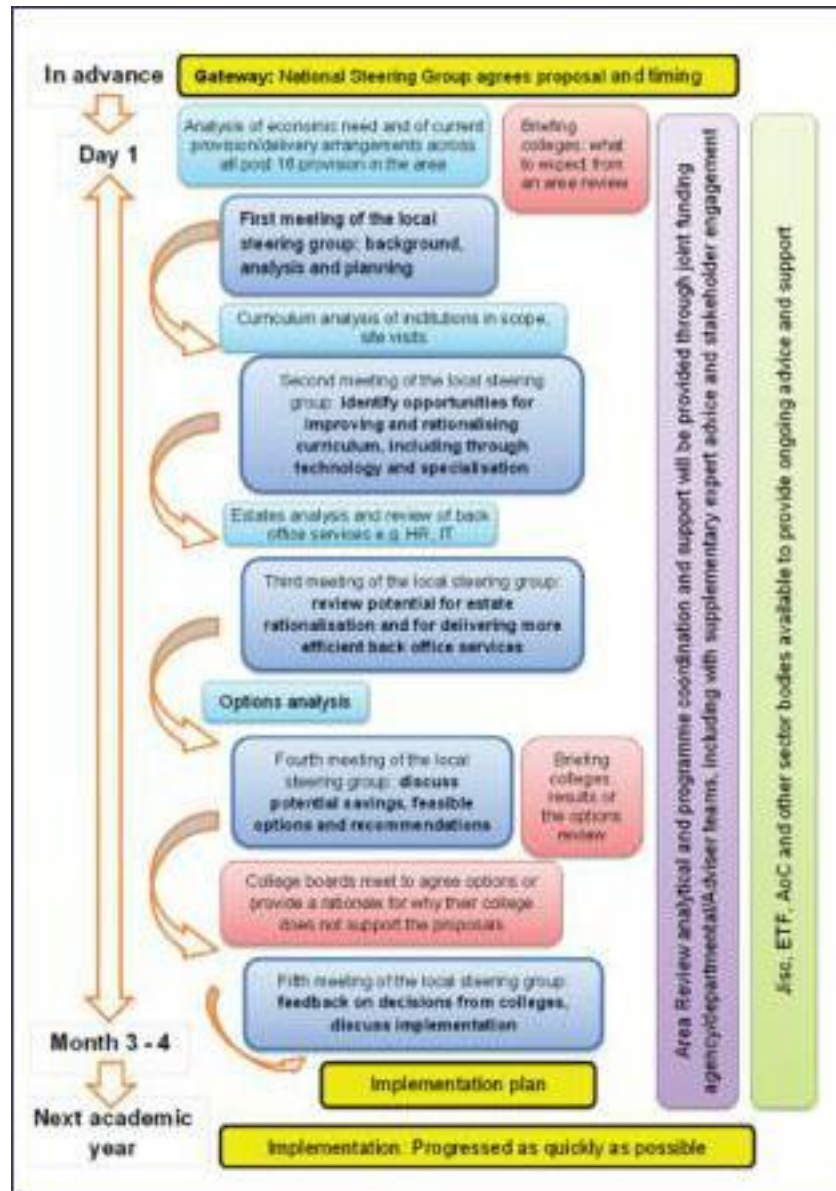 In advance
Gateway: National Steering Group agrees proposal and timing
Day 1
Analysis of economic need and of current
provision/delivery arrangements across
all post 16 provision in the area
Briefing
colleges: what
to expect from
an area review
First meeting of the local
steering group: background,
analysis and planning
Curriculum analysis of institutions in scope,
site visits
Second meeting of the local steering
group: identify opportunities for
improving and rationalising
curriculum, including through
technology and specialisation
Estates analysis and review of back
office services e.g. HR, IT
Third meeting of the local steering group:
review potential for estate
rationalisation and for delivering more
efficient back office services
Options analysis
Fourth meeting of the local
steering group: discuss
potential savings, feasible
options and recommendations
Briefing
colleges
results of
the options
review
College boards meet to agree options or
provide a rationale for why their college
does not support the proposals
Fifth meeting of the local steering group:
feedback on decisions from colleges,
discuss implementation
Month 3 - 4
Implementation plan
Next academic
year
Implementation: Progressed as quickly as possible
Area Review analytical and programme coordination and support will be provided through joint funding
agency/departmental/Adviser teams, including with supplementary expert advice and stakeholder engagement
Jisc, ETF, AoC and other sector bodies available to provide ongoing advice and support